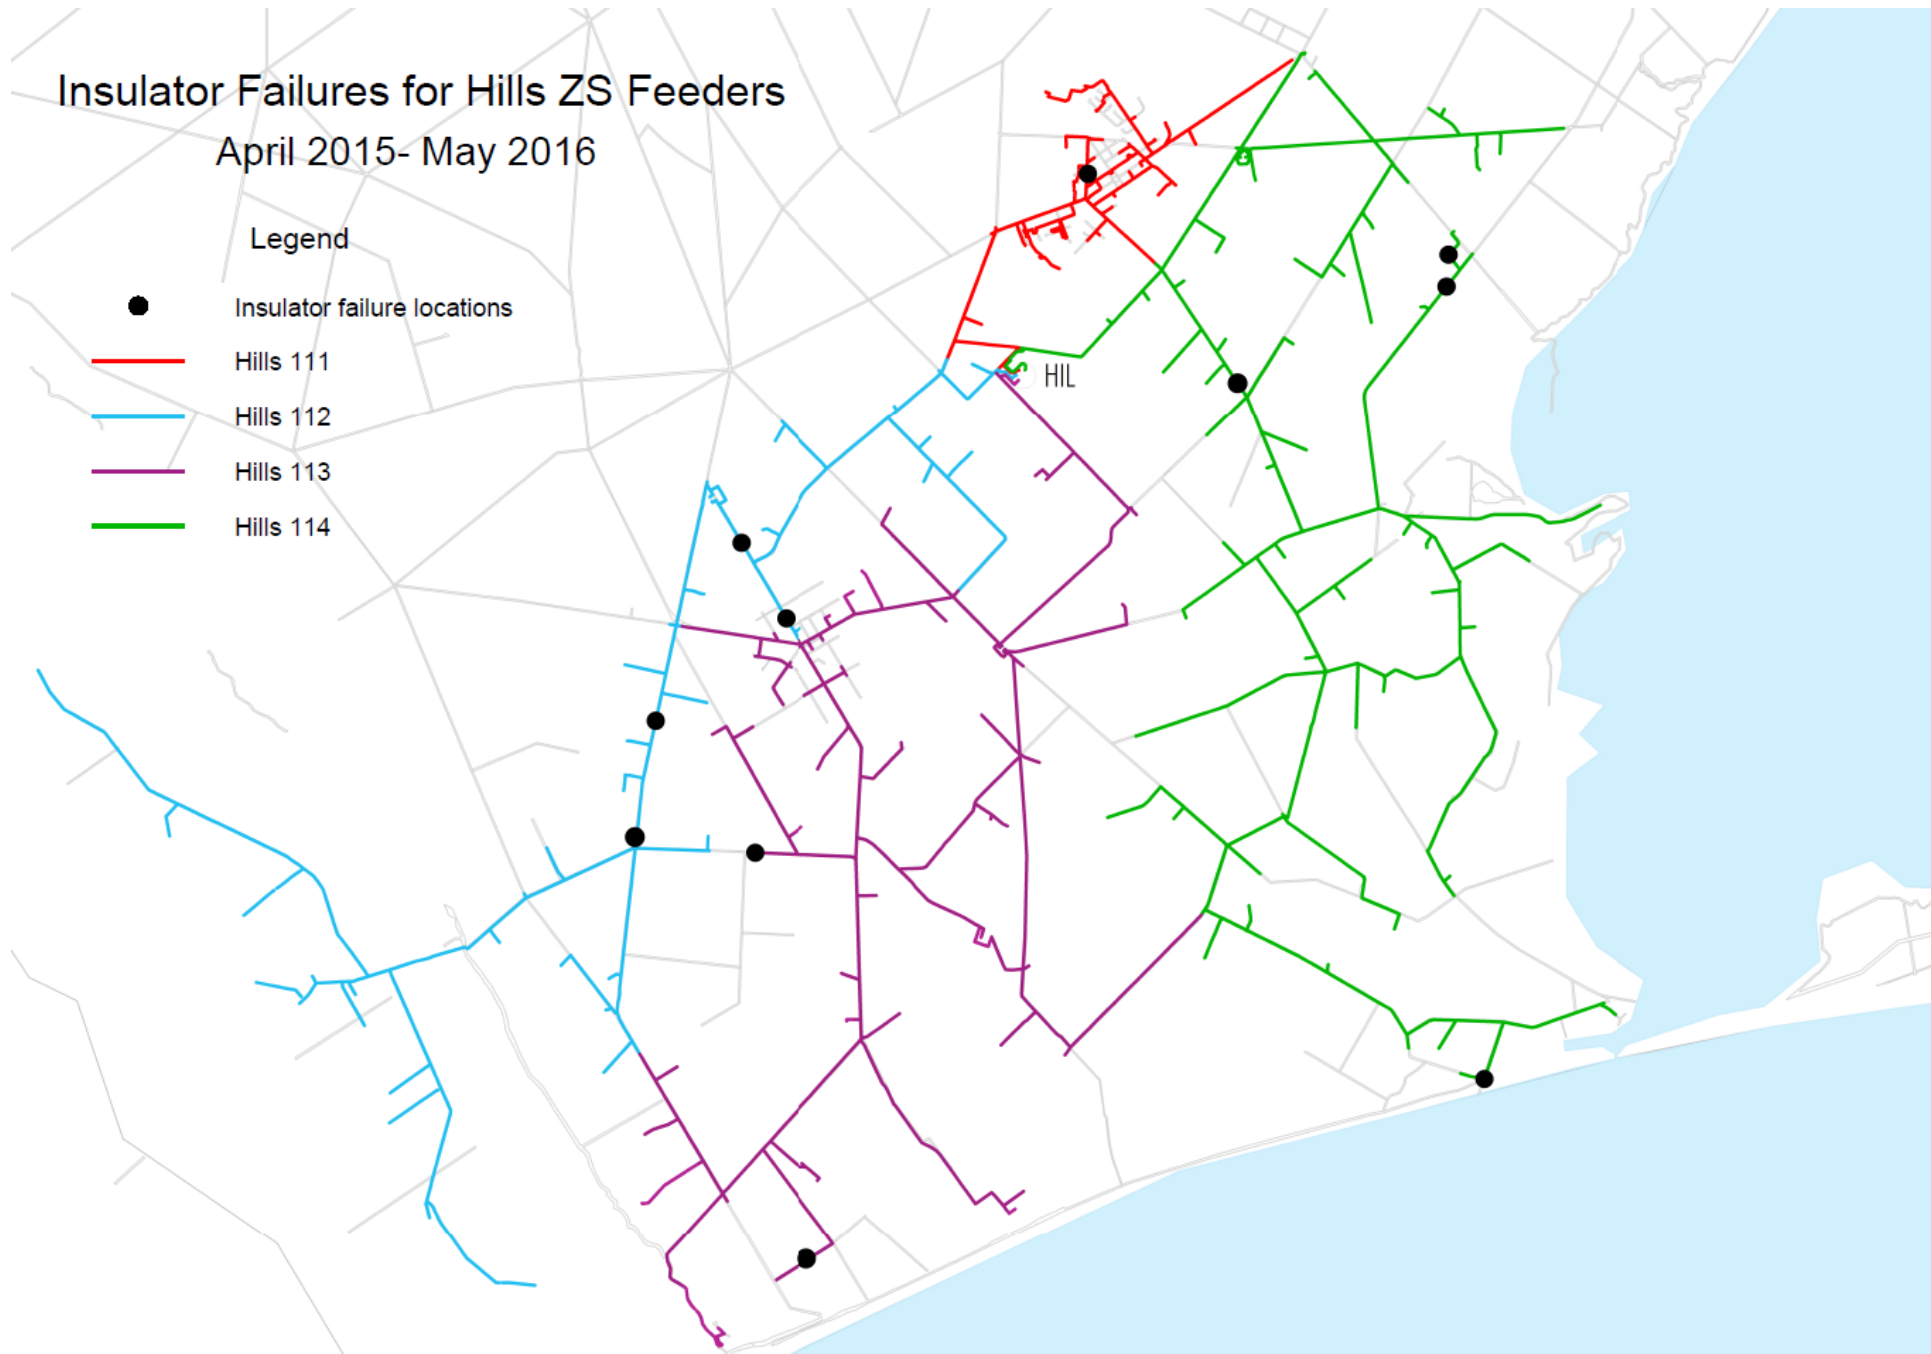 Insulator Failures for Hills ZS Feeders
April 2015- May 2016
Legend
Insulator failure locations
Hills 111
Hills 112
Hills 113
Hills 114
HIL